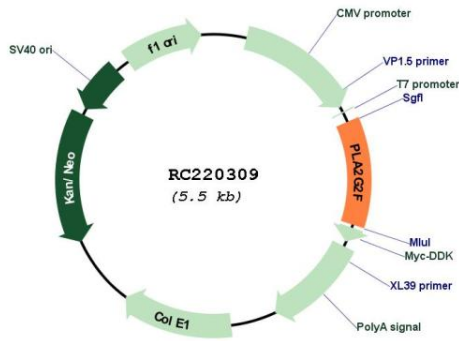 CMV promoter
VP1.5 primer
T7 promoter
SgfI
PLA2G2F
MluI
Myc-DDK
XL39 primer
PolyA signal
Col E1
Kan/Neo
SV40 ori
f1 ori
RC220309
(5.5 kb)